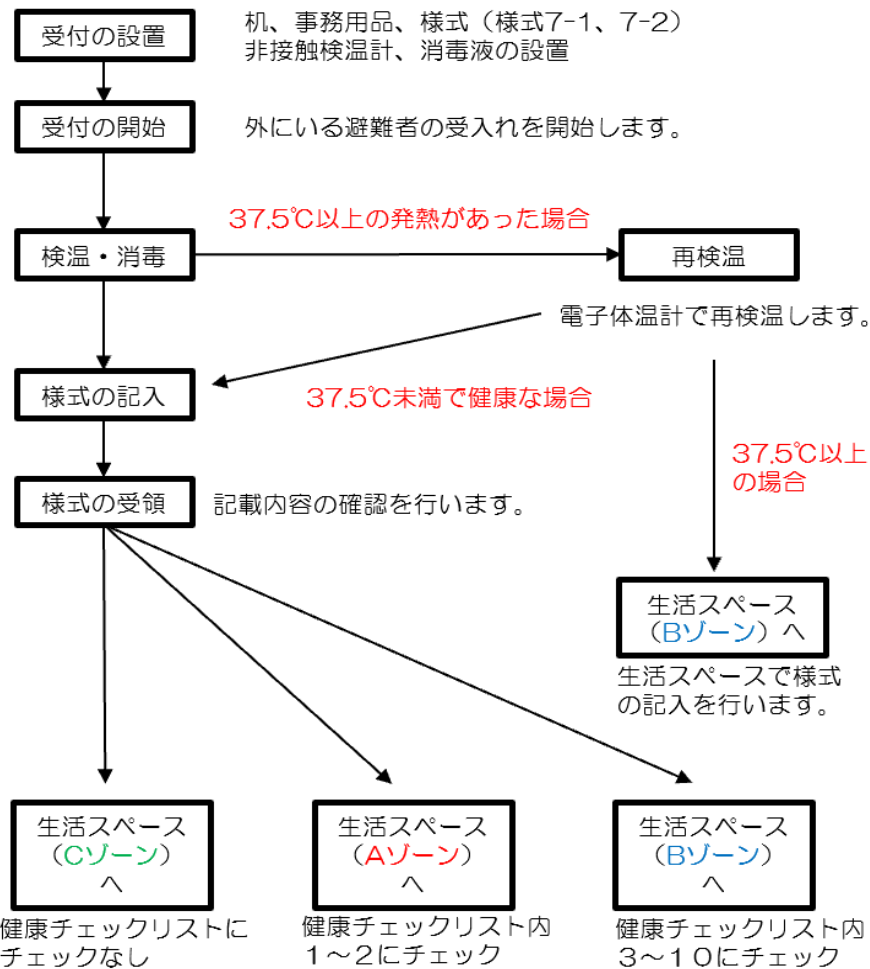 受付の設置
机、事務用品、様式（様式7-1、7-2）
非接触検温計、消毒液の設置
受付の開始
外にいる避難者の受入れを開始します。
37.5℃以上の発熱があった場合
検温・消毒
再検温
電子体温計で再検温します。
様式の記入
37.5℃未満で健康な場合
37.5℃以上
の場合
様式の受領
記載内容の確認を行います。
生活スペース
（Bゾーン）へ
生活スペースで様式
の記入を行います。
生活スペース
（Cゾーン）
へ
健康チェックリストに
チェックなし
生活スペース
（Aゾーン）
へ
健康チェックリスト内
１～２にチェック
生活スペース
（Bゾーン）
へ
健康チェックリスト内
３～１０にチェック